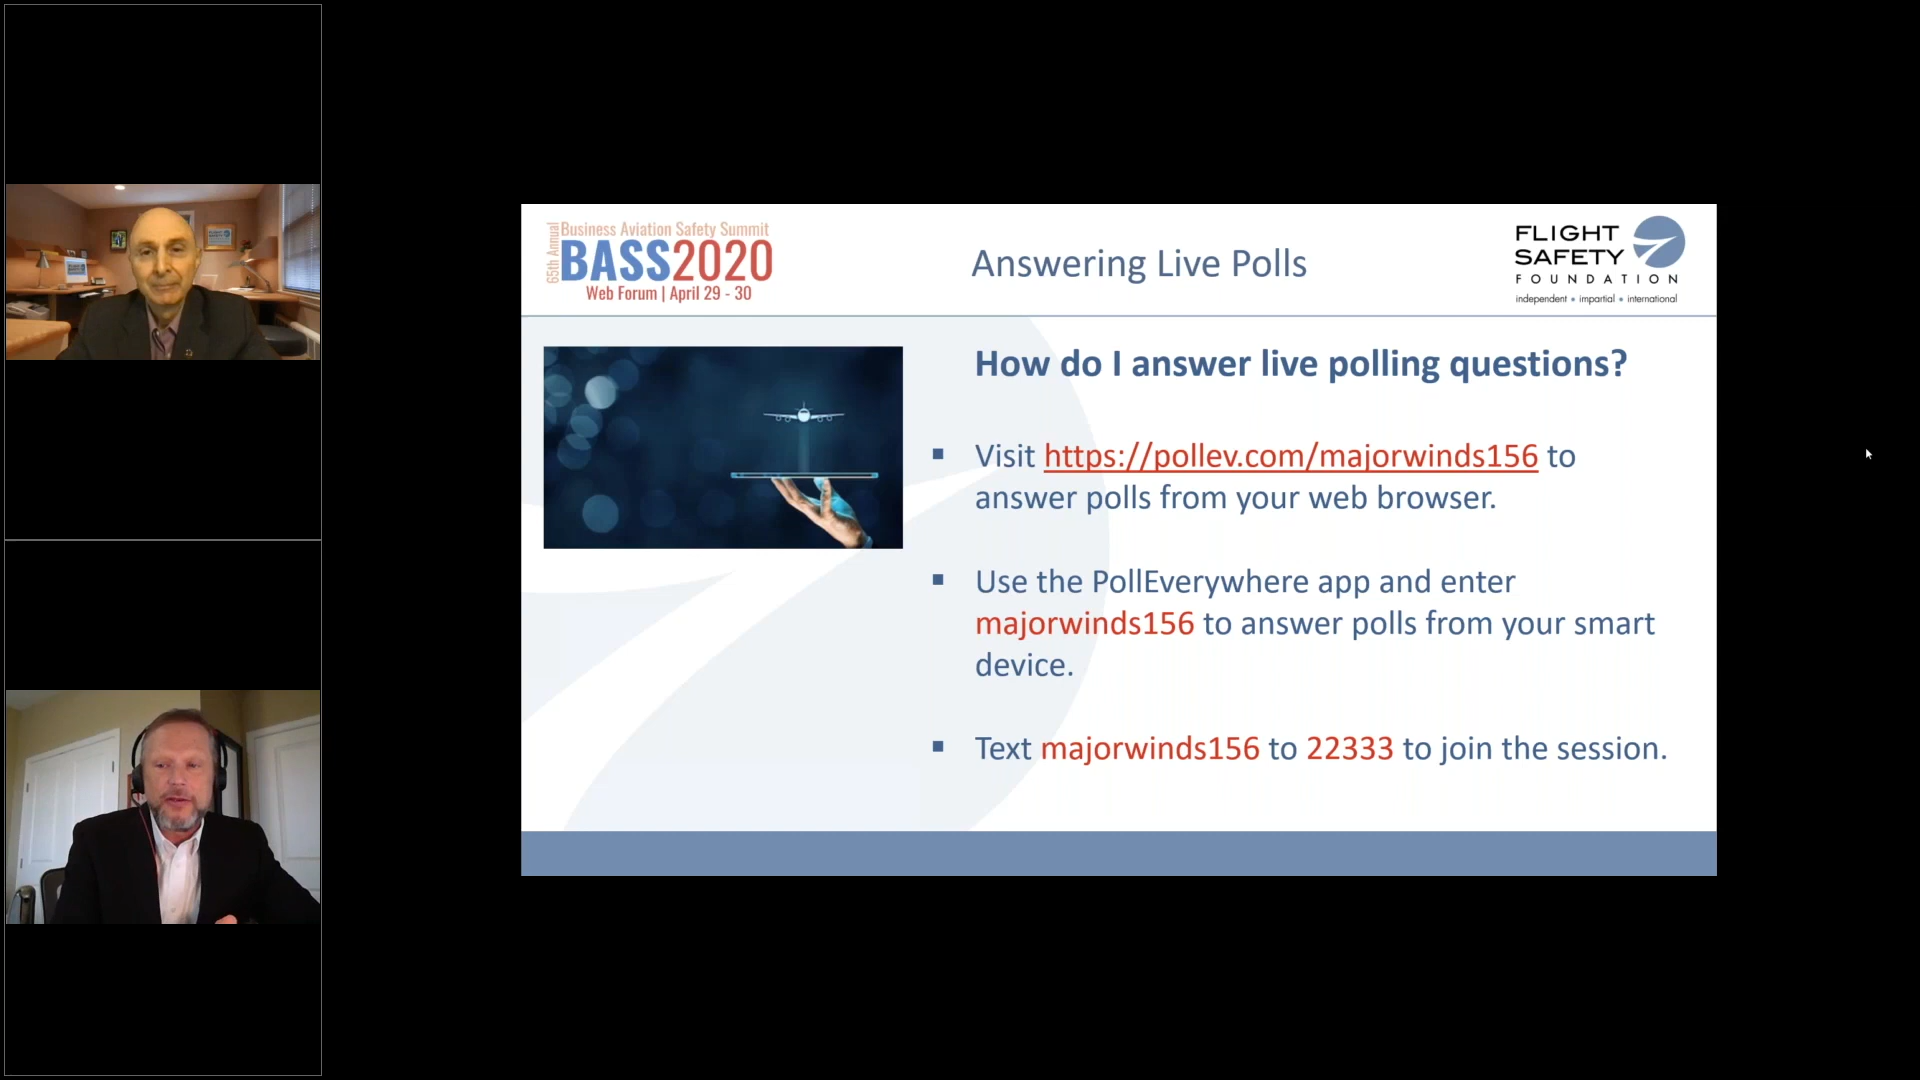 65th Annual
Business Aviation Safety Summit
BASS2020
Web Forum | April 29 - 30
Answering Live Polls
FLIGHT
SAFETY
FOUNDATION
independent • impartial • international
How do I answer live polling questions?
▪ Visit https://pollev.com/majorwinds156 to
answer polls from your web browser.
▪ Use the PollEverywhere app and enter
majorwinds156 to answer polls from your smart
device.
▪ Text majorwinds156 to 22333 to join the session.